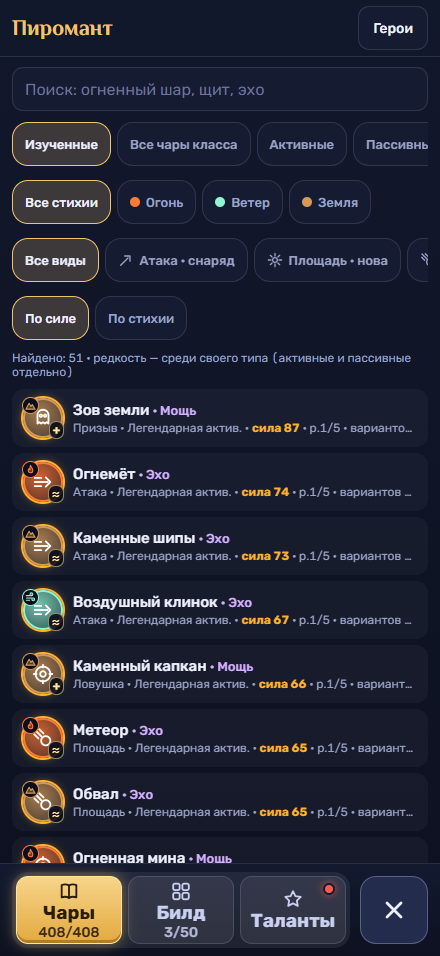 Пиромант
Герои
Поиск: огненный шар, щит, эхо
Изученные
Все чары класса
Активные
Пассивны
Все стихии
Огонь
Ветер
Земля
Все виды
Атака • снаряд
Площадь • нова
По силе
По стихии
Найдено: 51 • редкость — среди своего типа (активные и пассивные
отдельно)
Зов земли • Мощь
Призыв • Легендарная актив. • сила 87 • р.1/5 • варианто...
Огнемёт • Эхо
Атака • Легендарная актив. • сила 74 • р.1/5 • вариантов ...
Каменные шипы • Эхо
Атака • Легендарная актив. • сила 73 • р.1/5 • вариантов ...
Воздушный клинок • Эхо
Атака • Легендарная актив. • сила 67 • р.1/5 • вариантов ...
Каменный капкан • Мощь
Ловушка • Легендарная актив. • сила 66 • р.1/5 • вариант...
Метеор • Эхо
Площадь • Легендарная актив. • сила 65 • р.1/5 • вариант...
Обвал • Эхо
Площадь • Легендарная актив. • сила 65 • р.1/5 • вариант...
Огненная мина • Мощь
Чары
408/408
Билд
3/50
Таланты